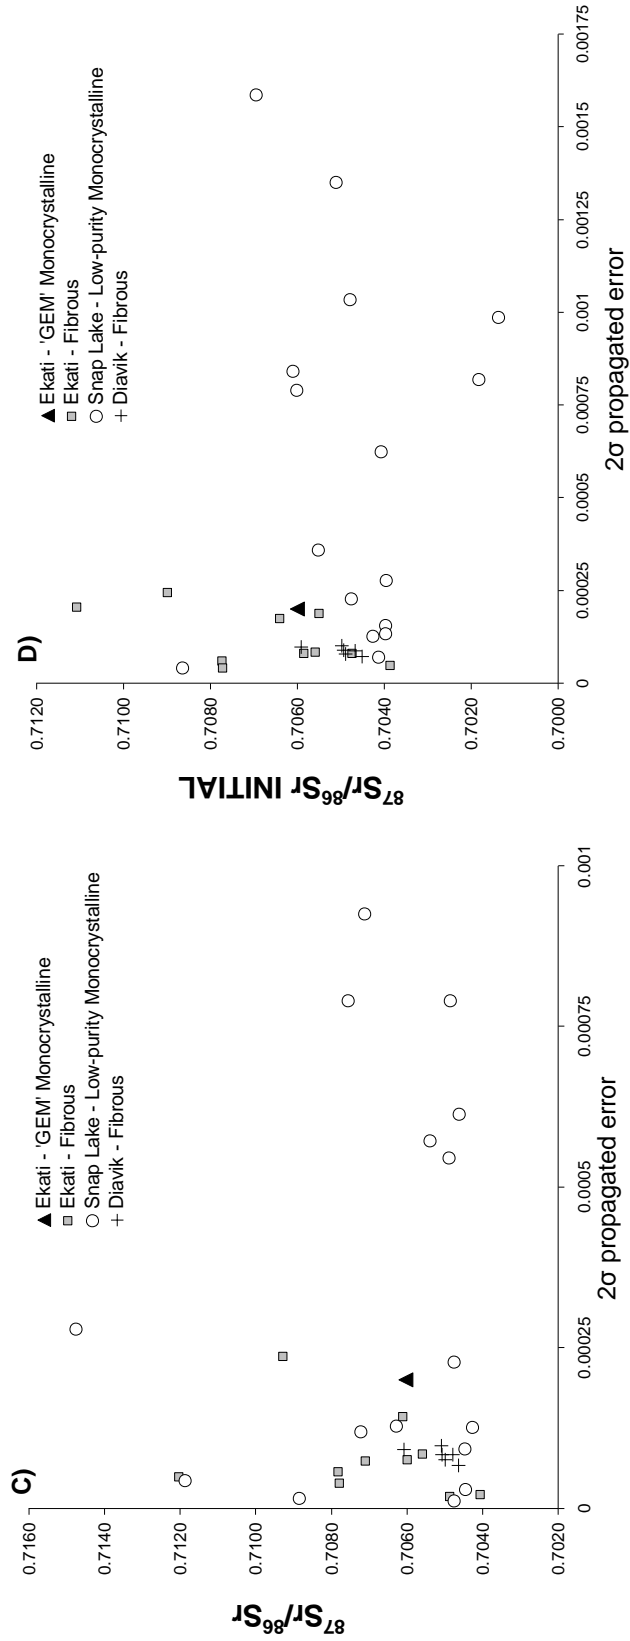 C)
⁸⁷Sr/⁸⁶Sr
0.7160
0.7140
0.7120
0.7100
0.7080
0.7060
0.7040
0.7020
0
0.00025
0.0005
0.00075
0.001
2σ propagated error
Ekati - 'GEM' Monocrystalline
Ekati - Fibrous
Snap Lake - Low-purity Monocrystalline
Diavik - Fibrous
D)
⁸⁷Sr/⁸⁶Sr INITIAL
0.7120
0.7100
0.7080
0.7060
0.7040
0.7020
0.7000
0
0.00025
0.0005
0.00075
0.001
0.00125
0.0015
0.00175
2σ propagated error
Ekati - 'GEM' Monocrystalline
Ekati - Fibrous
Snap Lake - Low-purity Monocrystalline
Diavik - Fibrous